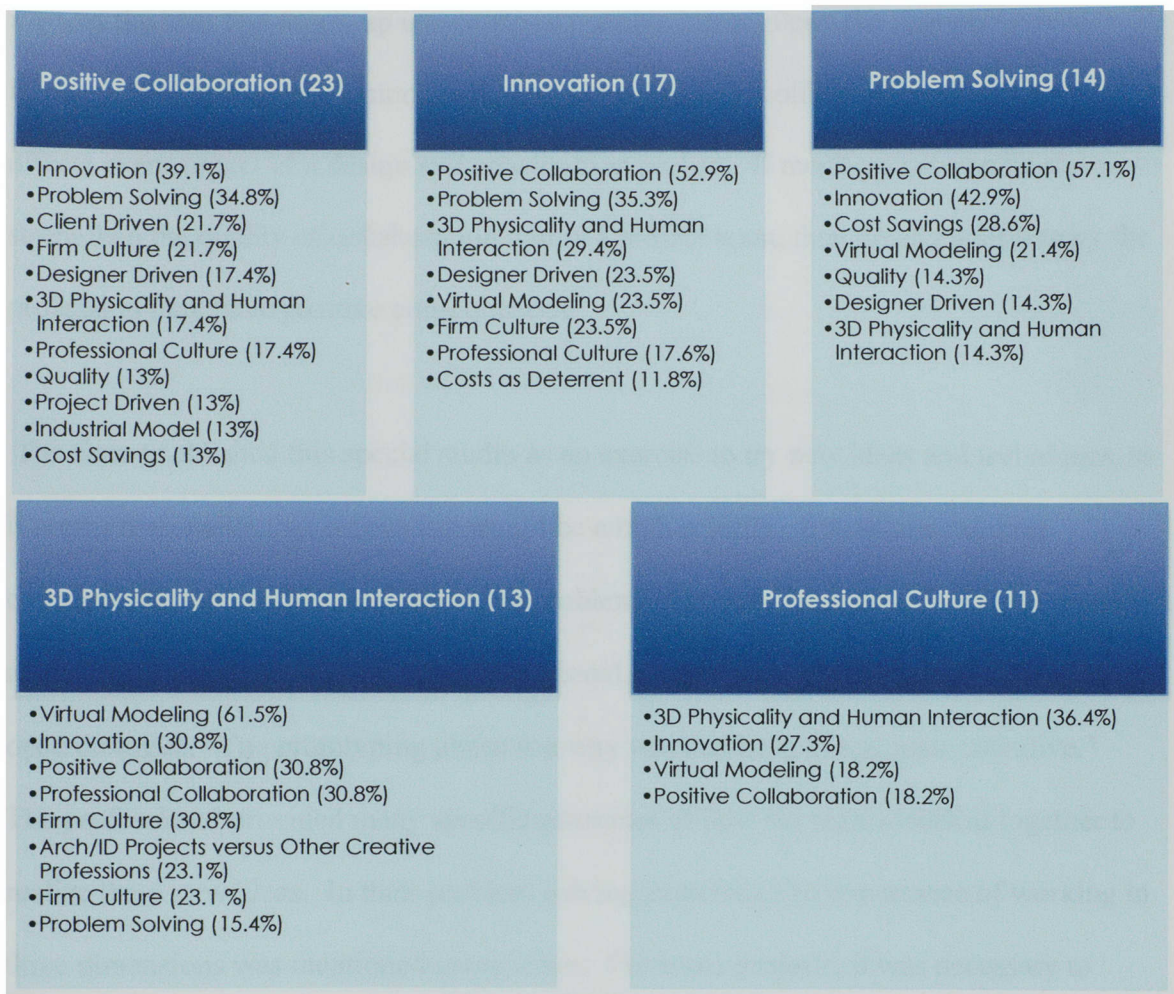 Positive Collaboration (23)
•Innovation (39.1%)
•Problem Solving (34.8%)
•Client Driven (21.7%)
•Firm Culture (21.7%)
•Designer Driven (17.4%)
•3D Physicality and Human
Interaction (17.4%)
•Professional Culture (17.4%)
•Quality (13%)
•Project Driven (13%)
•Industrial Model (13%)
•Cost Savings (13%)
Innovation (17)
•Positive Collaboration (52.9%)
•Problem Solving (35.3%)
•3D Physicality and Human
Interaction (29.4%)
•Designer Driven (23.5%)
•Virtual Modeling (23.5%)
•Firm Culture (23.5%)
•Professional Culture (17.6%)
•Costs as Deterrent (11.8%)
Problem Solving (14)
•Positive Collaboration (57.1%)
•Innovation (42.9%)
•Cost Savings (28.6%)
•Virtual Modeling (21.4%)
•Quality (14.3%)
•Designer Driven (14.3%)
•3D Physicality and Human
Interaction (14.3%)
3D Physicality and Human Interaction (13)
•Virtual Modeling (61.5%)
•Innovation (30.8%)
•Positive Collaboration (30.8%)
•Professional Collaboration (30.8%)
•Firm Culture (30.8%)
•Arch/ID Projects versus Other Creative
Professions (23.1%)
•Firm Culture (23.1%)
•Problem Solving (15.4%)
Professional Culture (11)
•3D Physicality and Human Interaction (36.4%)
•Innovation (27.3%)
•Virtual Modeling (18.2%)
•Positive Collaboration (18.2%)